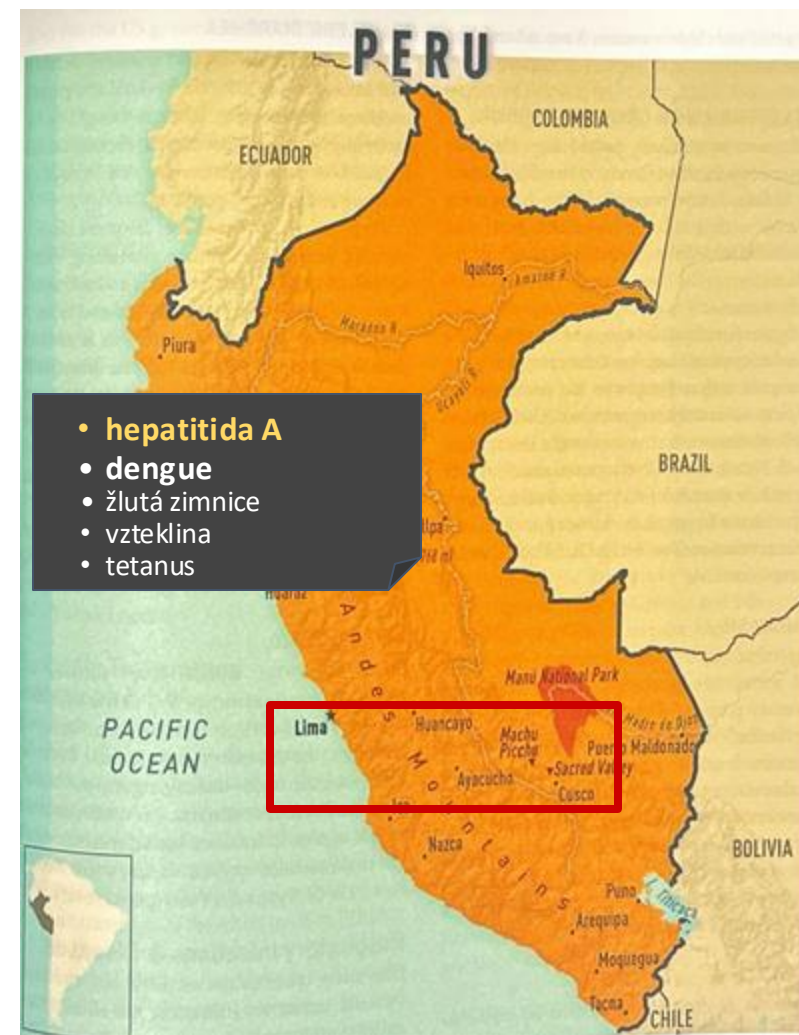 PERU
COLOMBIA
ECUADOR
Iquitos
Amazon R.
Piura
• hepatitida A
• dengue
• žlutá zimnice
• vzteklina
• tetanus
BRAZIL
Huaraz
Andes Mountains
Manú National Park
PACIFIC
OCEAN
Lima
Huancayo
Madre de Dios
Machu
Picchu
Puerto Maldonado
Sacred Valley
Ayacucho
Cusco
Nazca
BOLIVIA
Puno
L. Titicaca
Arequipa
Moquegua
Tacna
CHILE